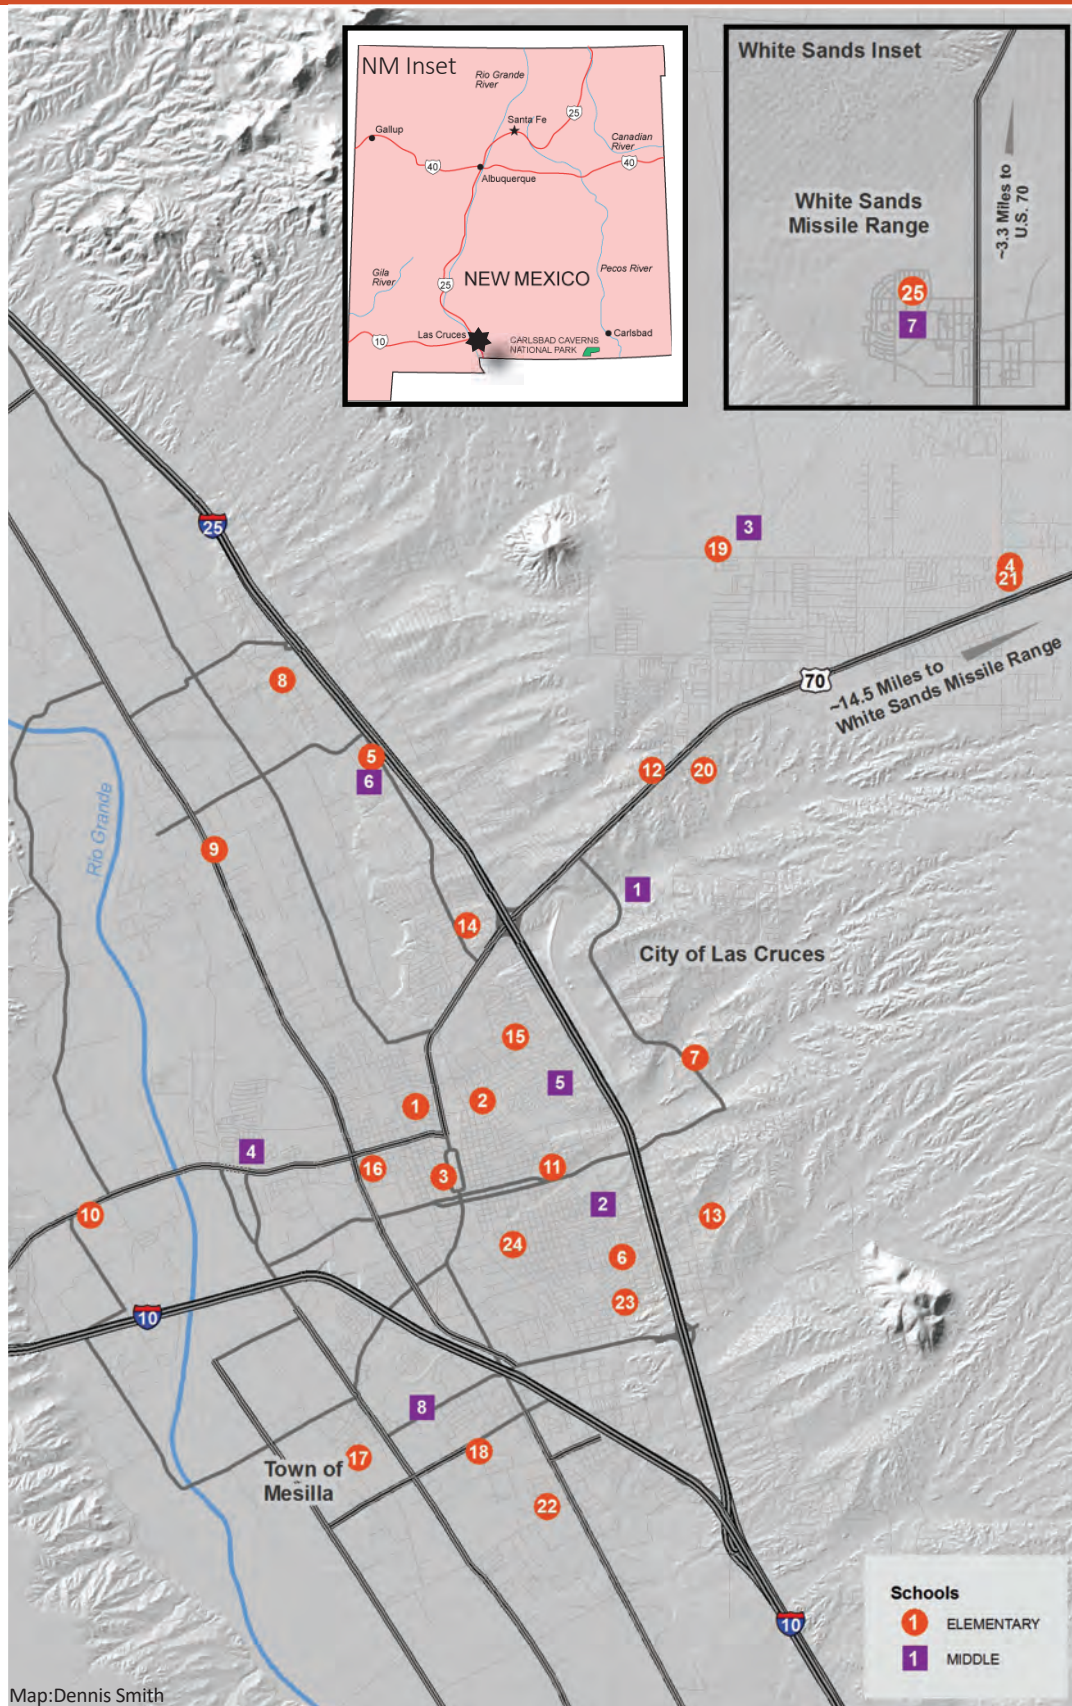 NM Inset
Rio Grande
River
25
Santa Fe
Gallup
Canadian
River
40
40
Albuquerque
Gila
River
25
NEW MEXICO
Pecos River
Las Cruces
10
CARLSBAD CAVERNS
NATIONAL PARK
Carlsbad
White Sands Inset
~3.3 Miles to
U.S. 70
White Sands
Missile Range
25
7
25
3
19
4
21
70
~14.5 Miles to
White Sands Missile Range
8
5
6
12
20
Rio Grande
9
1
14
City of Las Cruces
15
7
5
1
2
4
16
3
11
2
10
13
24
6
23
10
8
17
18
Town of
Mesilla
22
10
Schools
1 ELEMENTARY
1 MIDDLE
Map:Dennis Smith